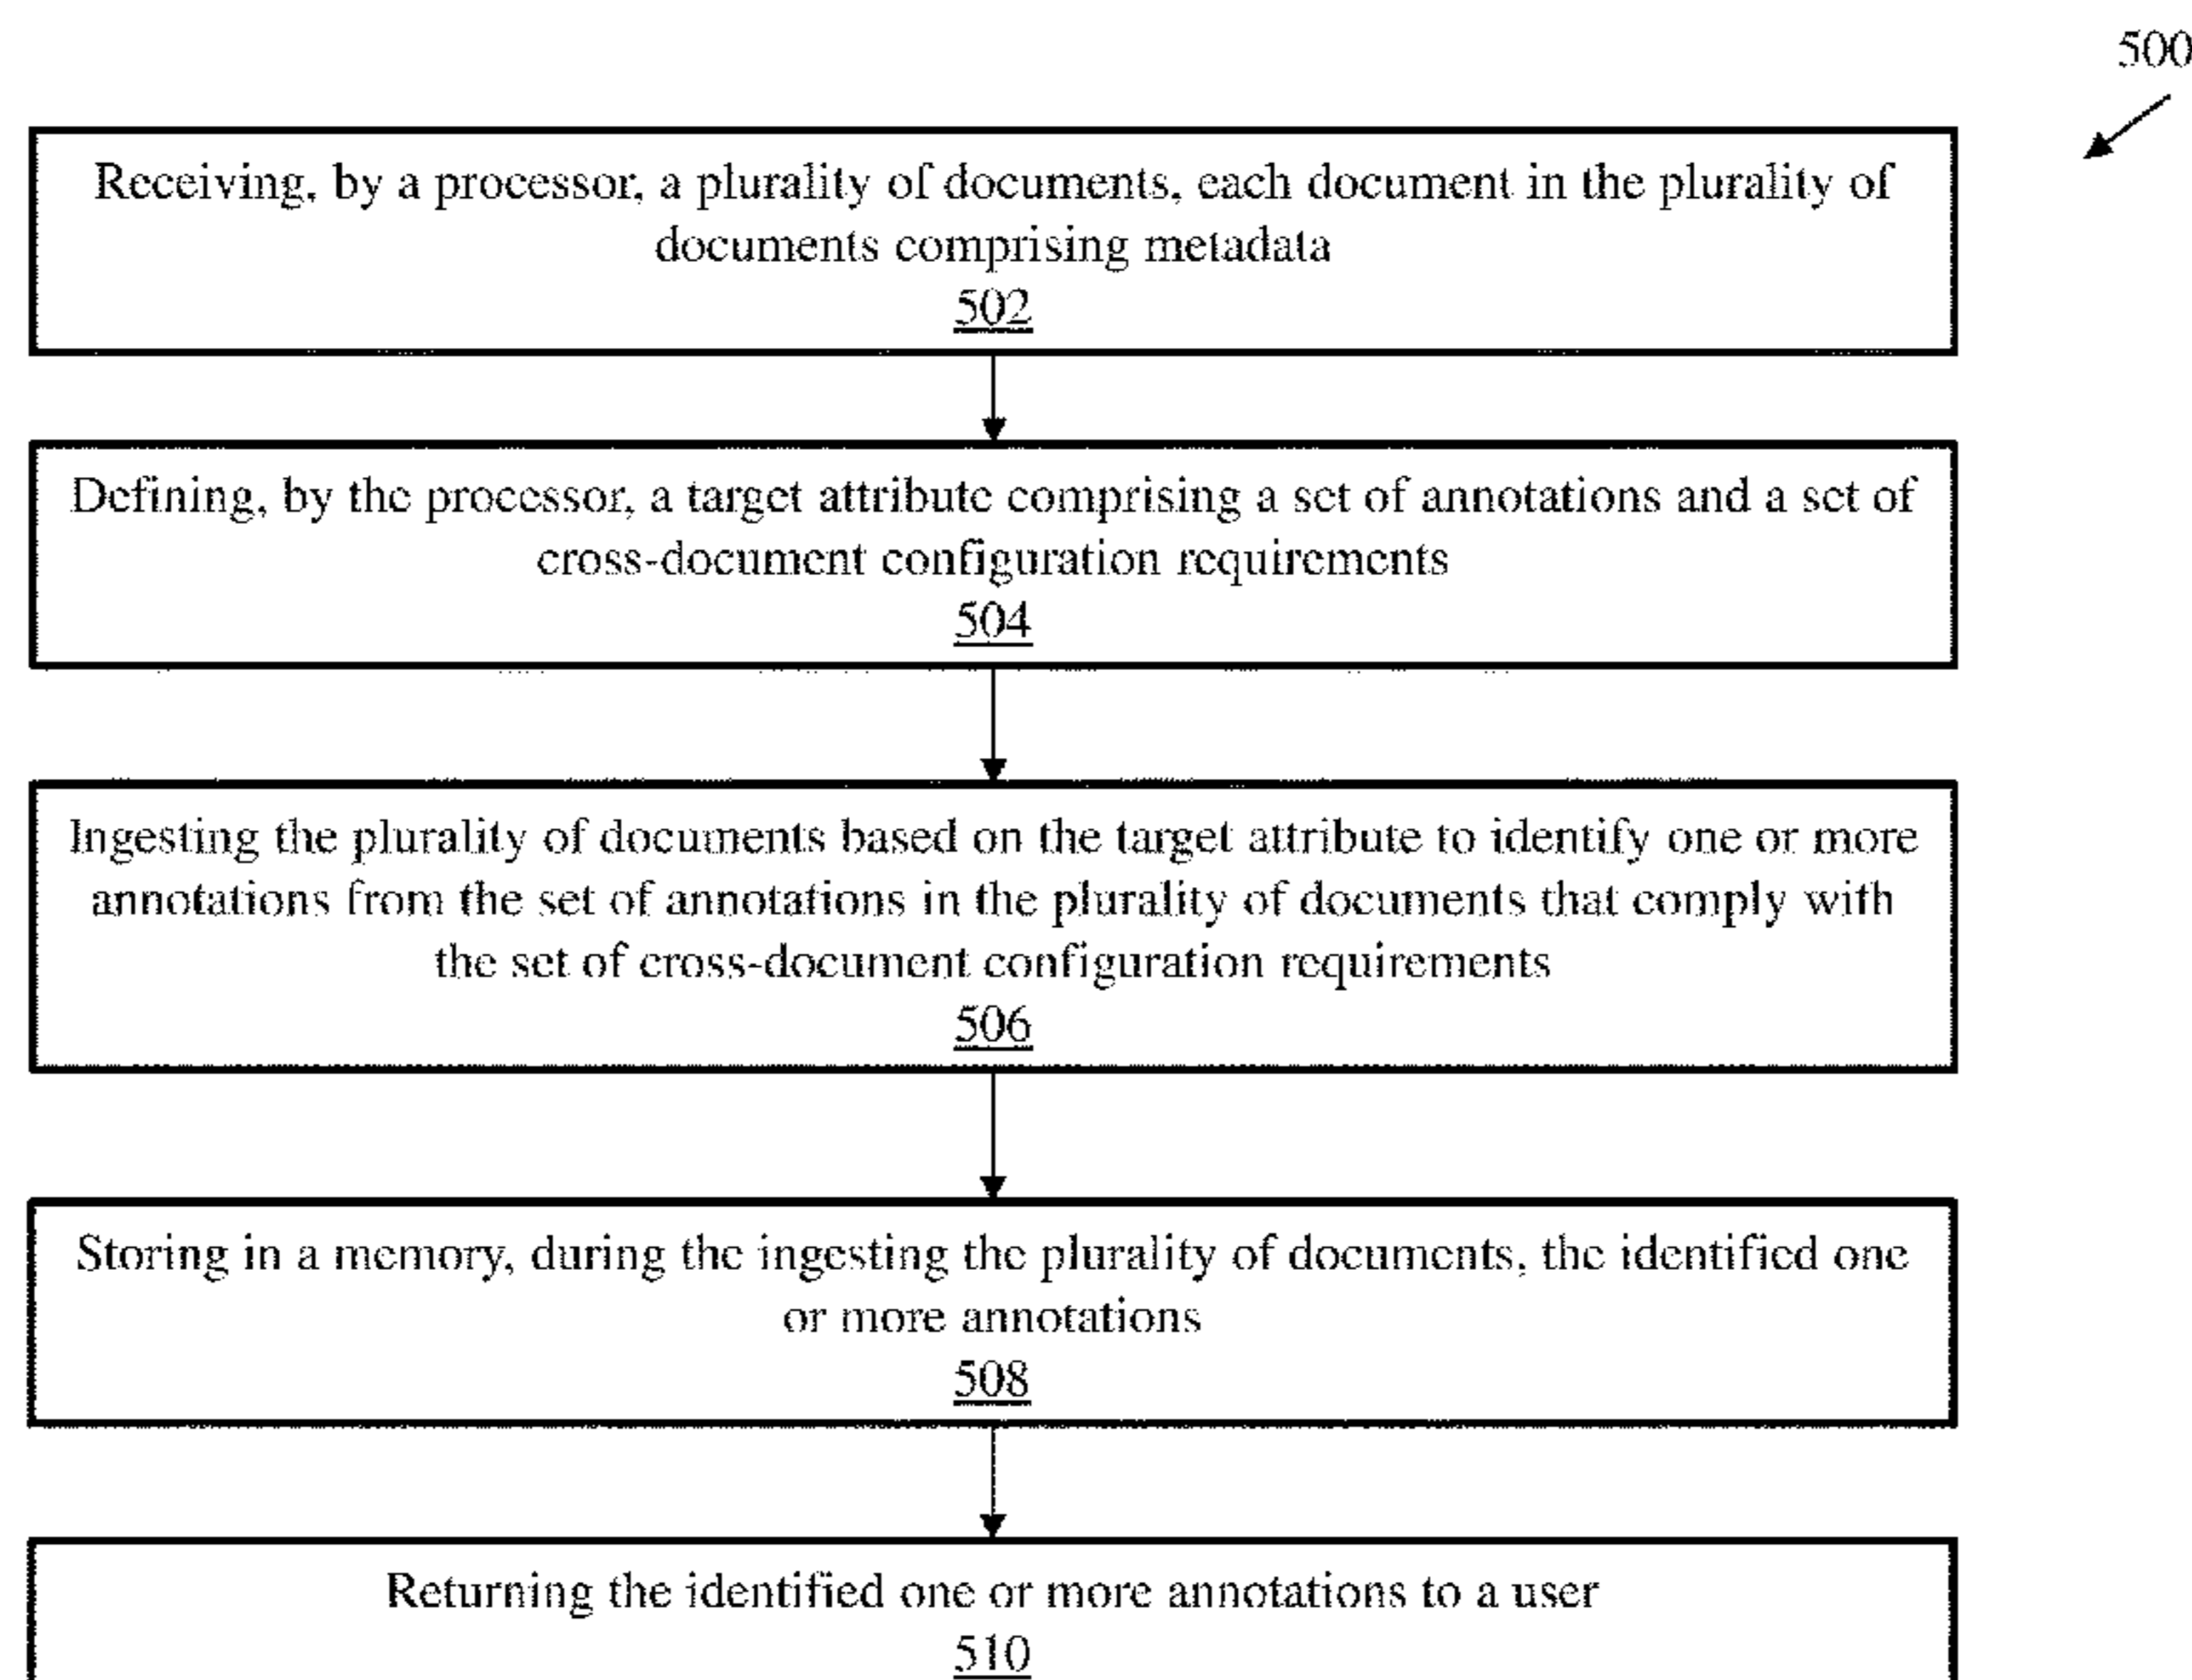 500
Receiving, by a processor, a plurality of documents, each document in the plurality of
documents comprising metadata
502
Defining, by the processor, a target attribute comprising a set of annotations and a set of
cross-document configuration requirements
504
Ingesting the plurality of documents based on the target attribute to identify one or more
annotations from the set of annotations in the plurality of documents that comply with
the set of cross-document configuration requirements
506
Storing in a memory, during the ingesting the plurality of documents, the identified one
or more annotations
508
Returning the identified one or more annotations to a user
510